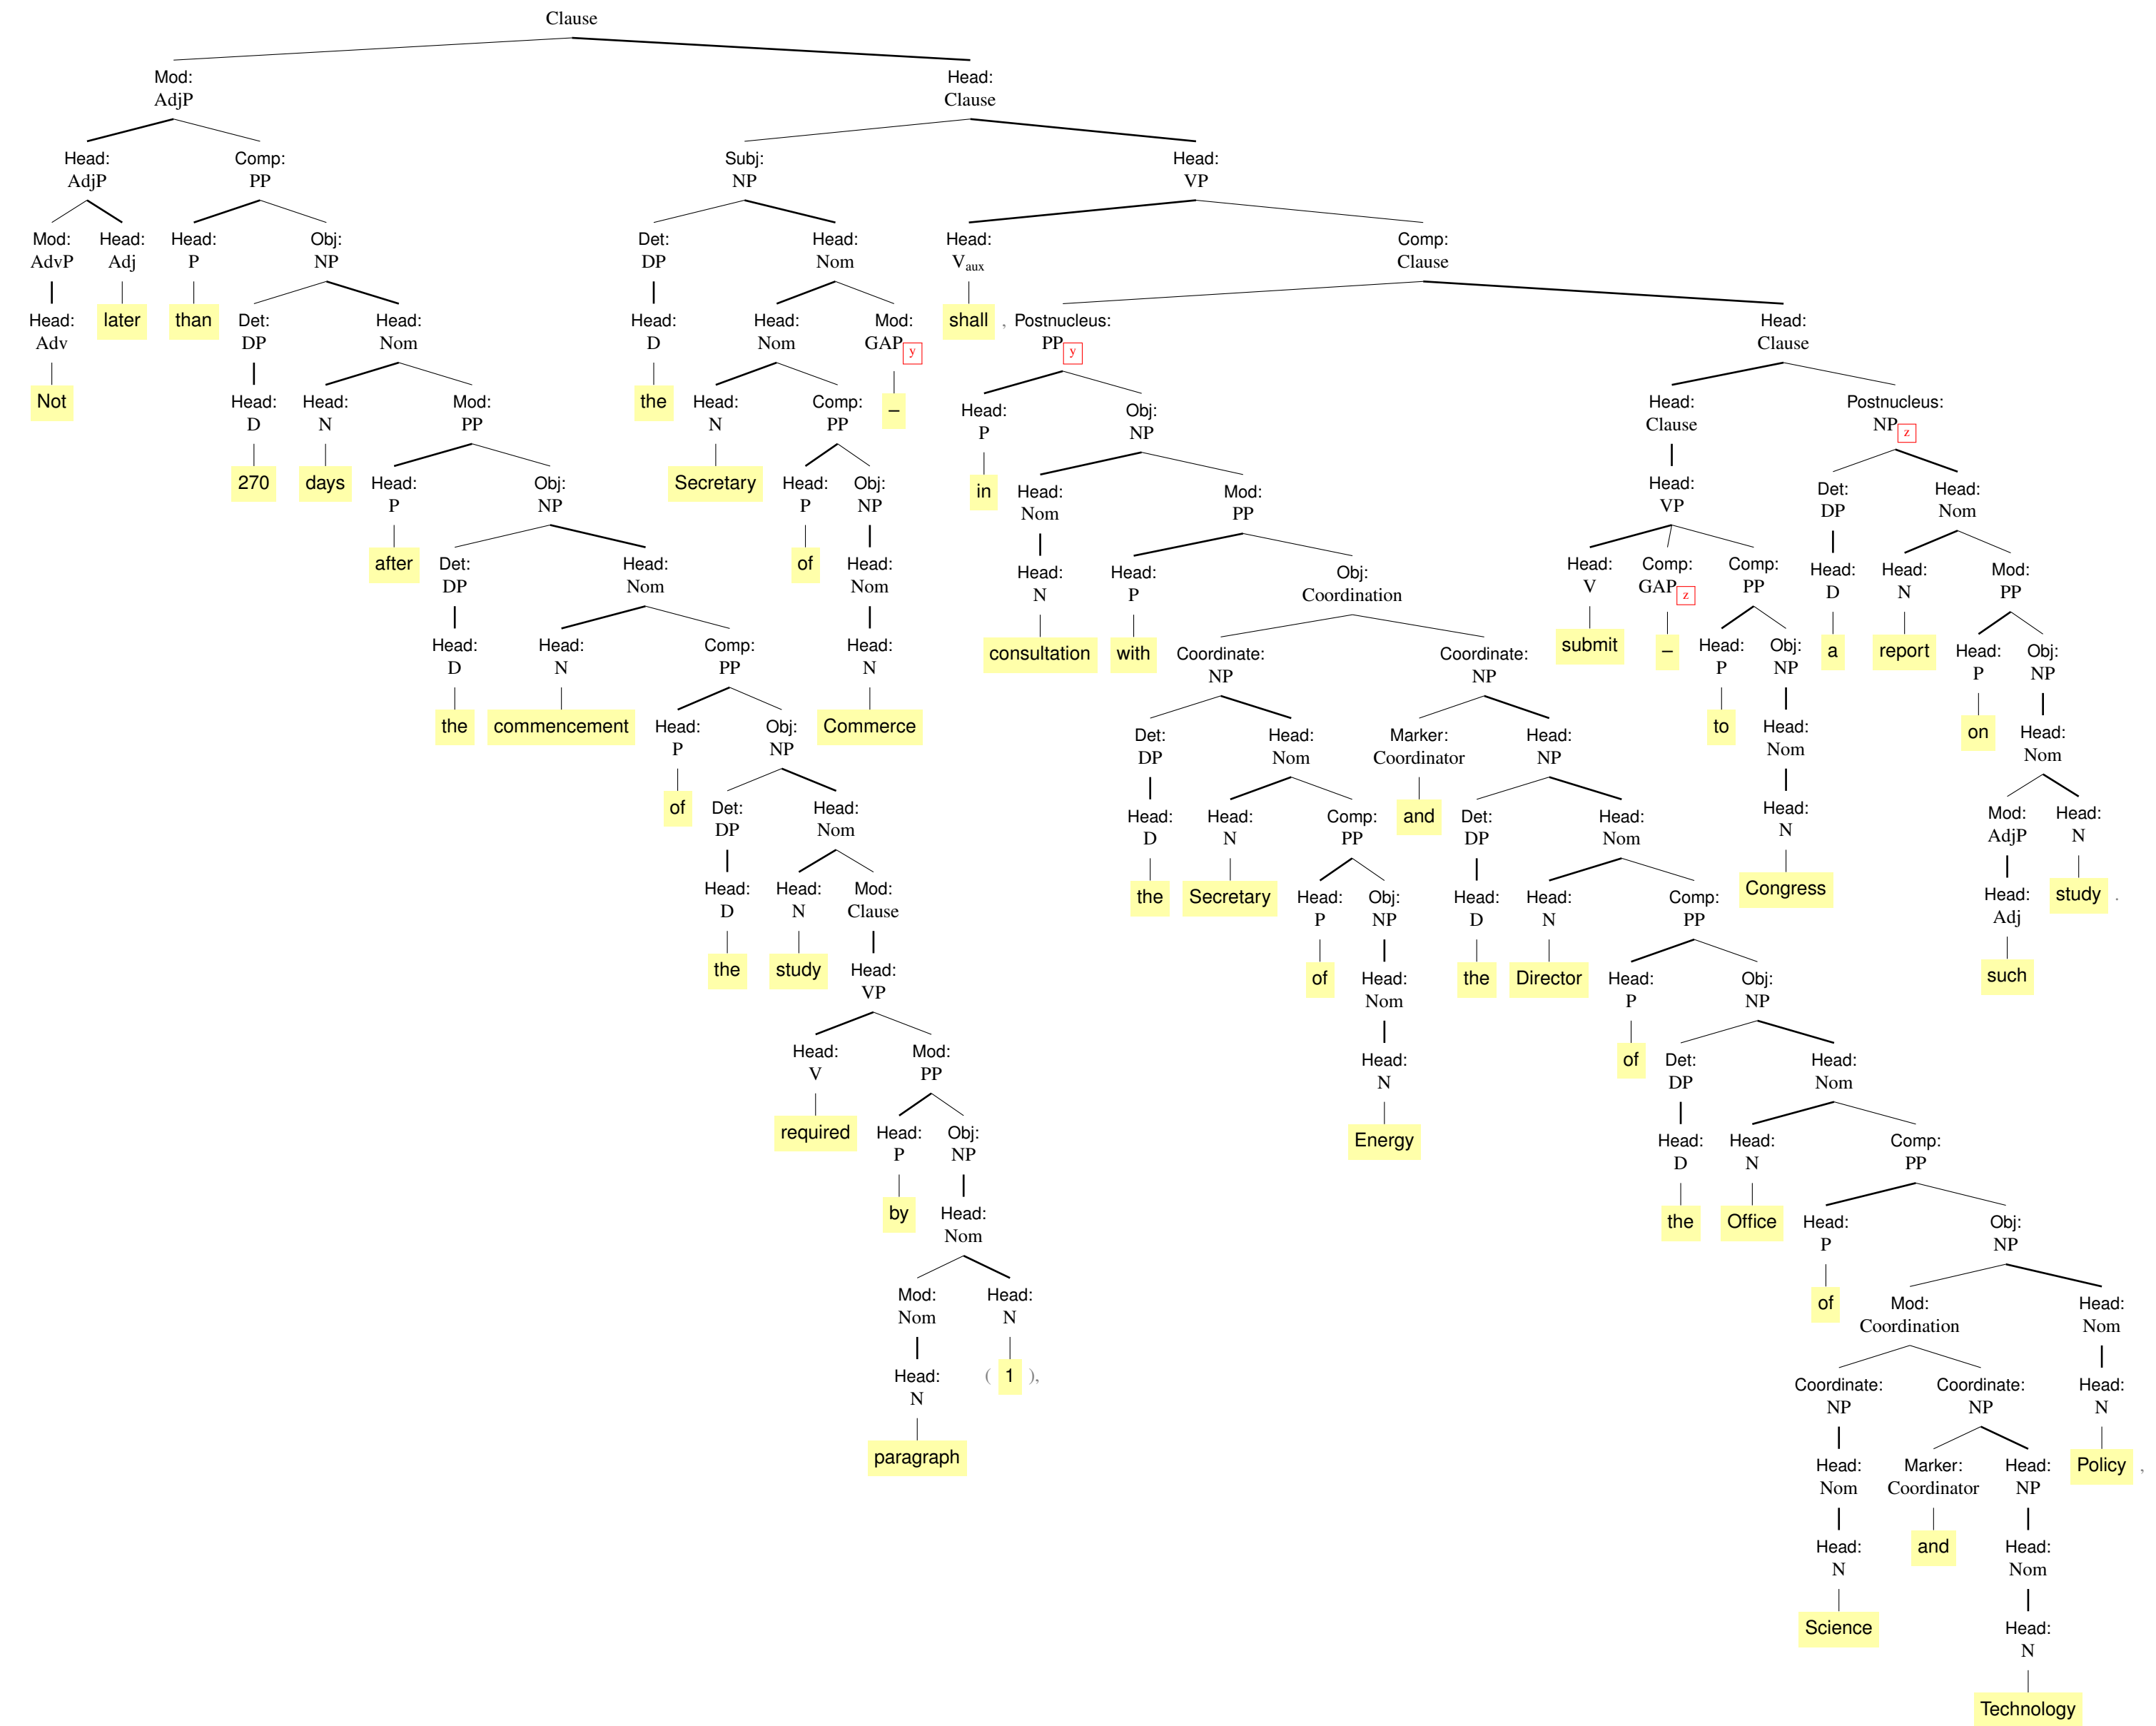 Clause
Mod: Head:
AdjP Clause
Head: Comp: Subj: Head:
AdjP PP NP VP
Mod: Head: Head: Obj: Det: Head: Head: Comp:
AdvP Adj P NP DP Nom Vaux Clause
Head: later than Det: Head: Head: Head: Mod: shall , Postnucleus: Head:
Adv DP Nom D Nom GAP y PP y Clause
Not Head: Head: Mod: the Head: Comp: – Head: Obj: Head: Postnucleus:
D N PP N PP P NP Clause NP z
270 days Head: Obj: Secretary Head: Obj: in Head: Mod: Head: Det: Head:
P NP P NP Nom PP VP DP Nom
after Det: Head: of Head: Head: Head: Obj: Head: Comp: Comp: Head: Head: Mod:
DP Nom Nom N P Coordination V GAP z PP D N PP
Head: Head: Comp: Head: consultation with Coordinate: Coordinate: submit – Head: Obj: a report Head: Obj:
D N PP N NP NP P NP P NP
the commencement Head: Obj: Commerce Det: Head: Marker: Head: to Head: on Head:
P NP DP Nom Coordinator NP Nom Nom
of Det: Head: Head: Head: Comp: and Det: Head: Head: Mod: Head:
DP Nom D N PP DP Nom N AdjP N
Head: Head: Mod: the Secretary Head: Obj: Head: Head: Comp: Congress Head: study .
D N Clause P NP D N PP Adj
the study Head: of Head: the Director Head: Obj: such
VP Nom P NP
Head: Mod: Head: of Det: Head:
V PP N DP Nom
required Head: Obj: Energy Head: Head: Comp:
P NP D N PP
by Head: the Office Head: Obj:
Nom P NP
Mod: Head: of Mod: Head:
Nom N Coordination Nom
Head: ( 1 ), Coordinate: Coordinate: Head:
N NP NP N
paragraph Head: Marker: Head: Policy ,
Nom Coordinator NP
Head: and Head:
N Nom
Science Head:
N
Technology